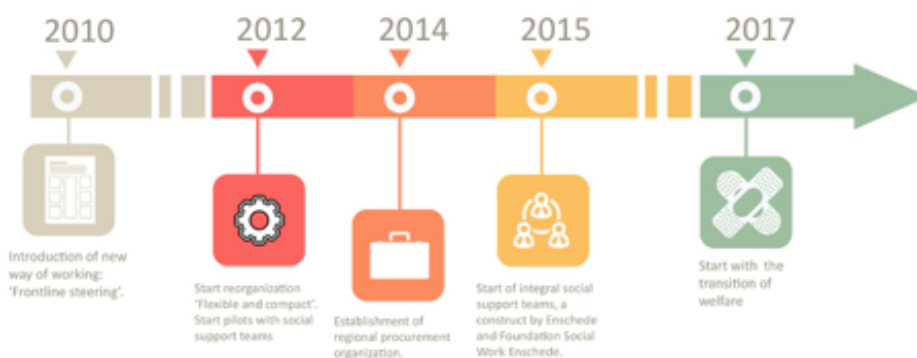 2010
2012
2014
2015
2017
Introduction of new
way of working:
'Frontline steering'.
Start reorganization
"Flexible and compact".
Start pilots with social
support teams
Establishment of
regional procurement
organization.
Start of integral social
support teams, a
construct by Enschede
and Foundation Social
Work Enschede.
Start with the
transition of
welfare